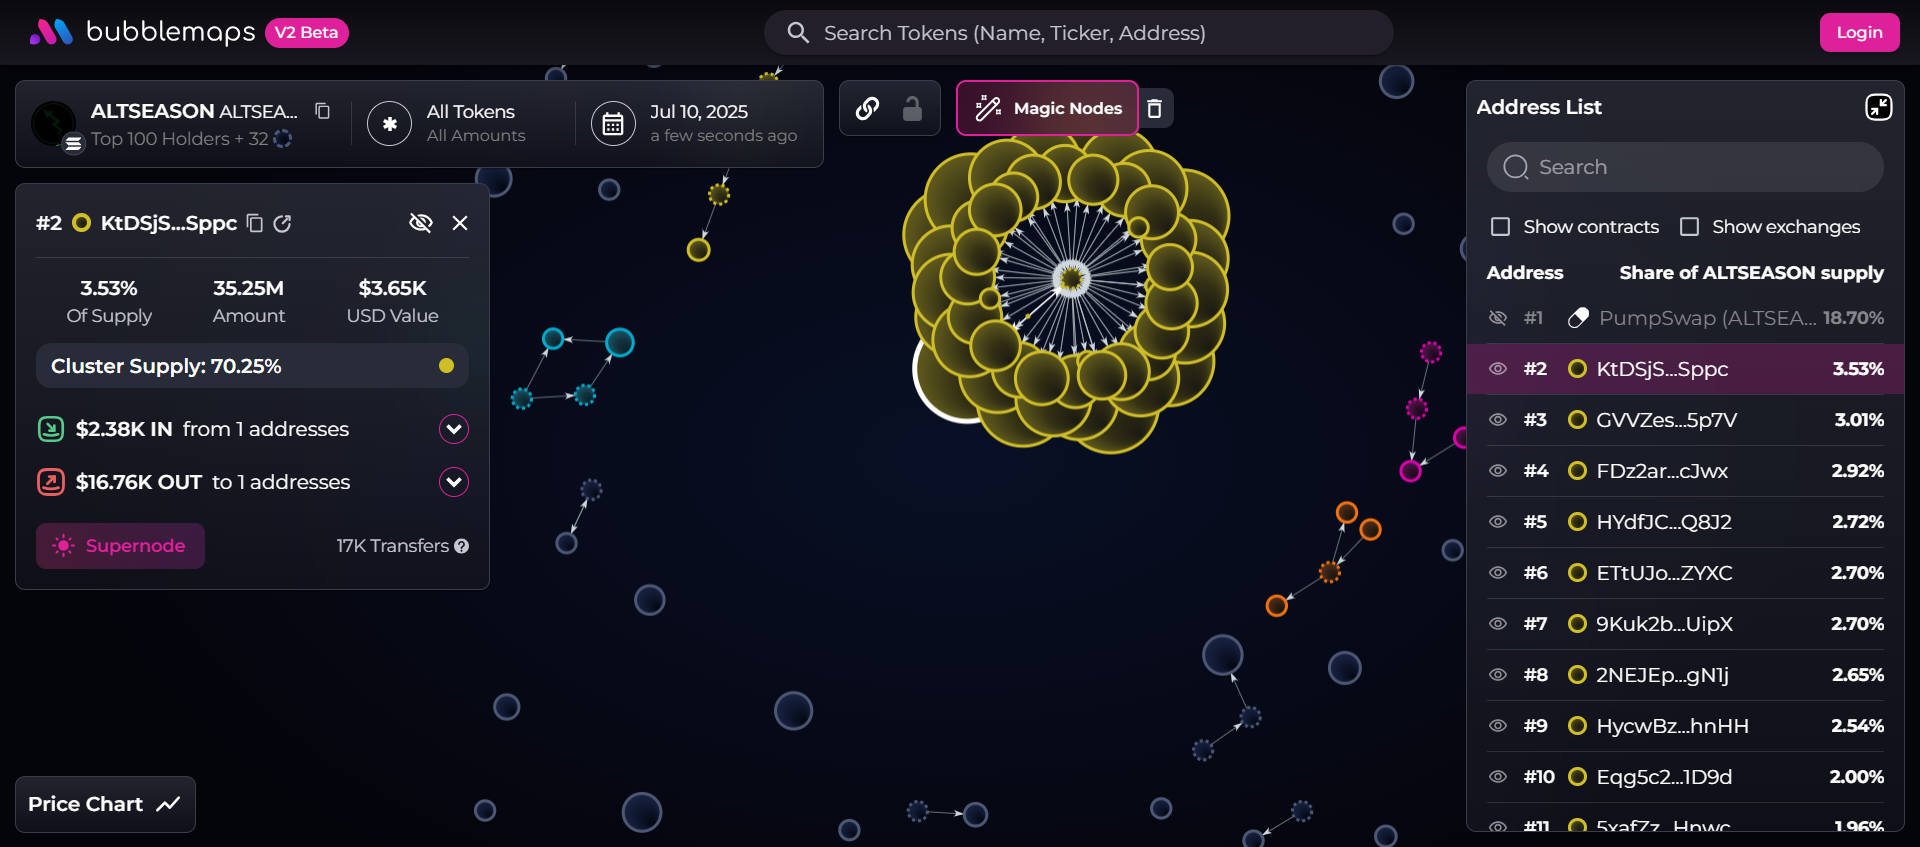 bubblemaps V2 Beta
Search Tokens (Name, Ticker, Address)
Login
ALTSEASON ALTSEA...
Top 100 Holders + 32
All Tokens
All Amounts
Jul 10, 2025
a few seconds ago
Magic Nodes
#2 KtDSjS...Sppc
3.53%
Of Supply
35.25M
Amount
$3.65K
USD Value
Cluster Supply: 70.25%
$2.38K IN from 1 addresses
$16.76K OUT to 1 addresses
Supernode
17K Transfers ?
Price Chart
Address List
Search
Show contracts
Show exchanges
Address Share of ALTSEASON supply
#1 PumpSwap (ALTSEA... 18.70%
#2 KtDSjS...Sppc 3.53%
#3 GVVZes...5p7V 3.01%
#4 FDz2ar...cJwx 2.92%
#5 HYdfJC...Q8J2 2.72%
#6 ETtUJo...ZYXC 2.70%
#7 9Kuk2b...UipX 2.70%
#8 2NEJEp...gN1j 2.65%
#9 HycwBz...hnHH 2.54%
#10 Eqg5c2...1D9d 2.00%
#11 5xafZz...Hnwc 1.96%